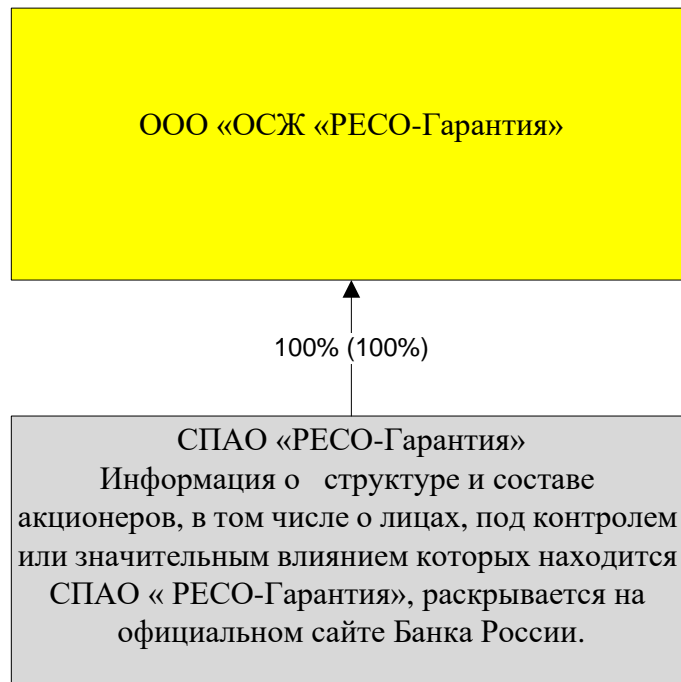 ООО «ОСЖ «РЕСО-Гарантия»
100% (100%)
СПАО «РЕСО-Гарантия»
Информация о структуре и составе
акционеров, в том числе о лицах, под контролем
или значительным влиянием которых находится
СПАО « РЕСО-Гарантия», раскрывается на
официальном сайте Банка России.